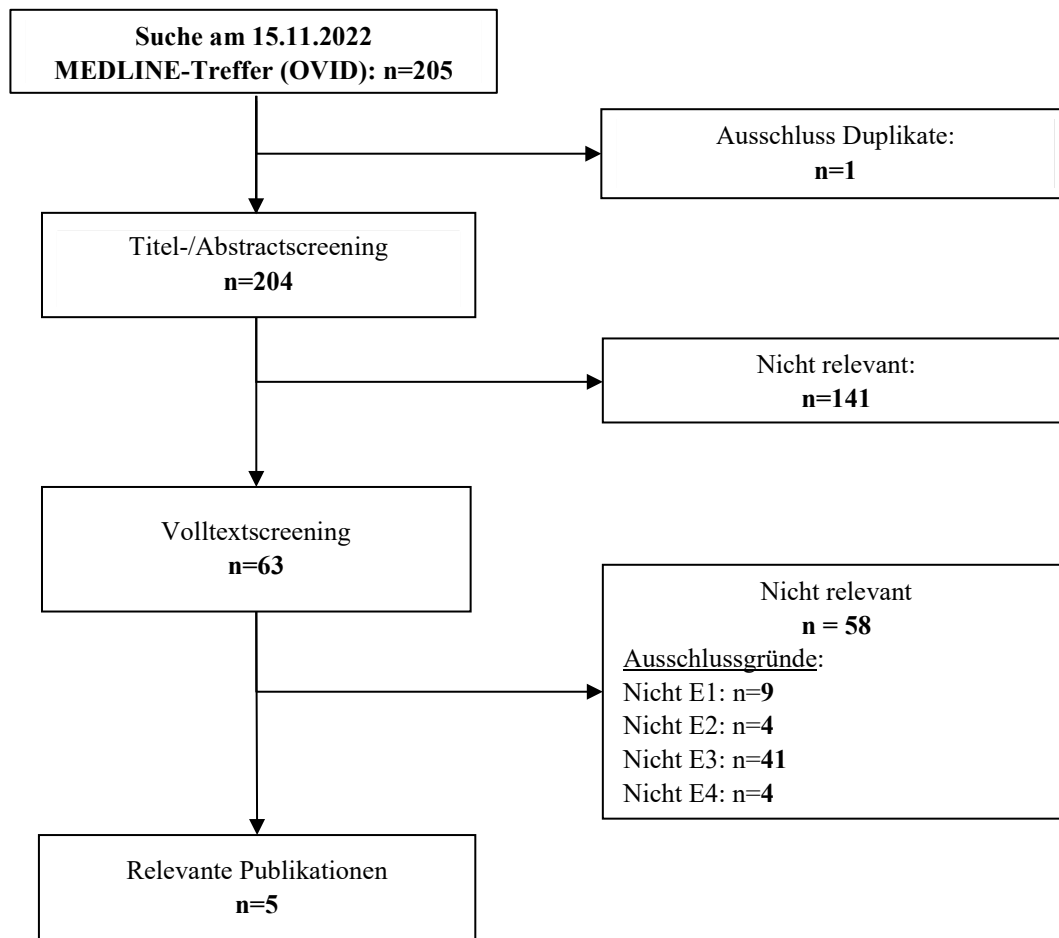 Suche am 15.11.2022
MEDLINE-Treffer (OVID): n=205
Ausschluss Duplikate:
n=1
Titel-/Abstractscreening
n=204
Nicht relevant:
n=141
Volltextscreening
n=63
Nicht relevant
n = 58
Ausschlussgründe:
Nicht E1: n=9
Nicht E2: n=4
Nicht E3: n=41
Nicht E4: n=4
Relevante Publikationen
n=5